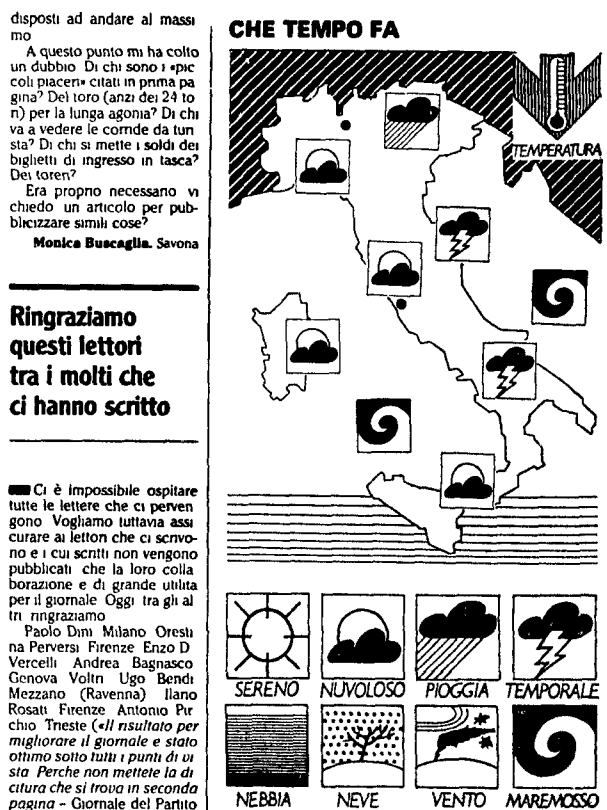 disposti ad andare al massi
mo
A questo punto mi ha colto
un dubbio Di chi sono i «pic
coli piaceri» citati in prima pa
gina? Del toro (anzi dei 24 to
ri) per la lunga agonia? Di chi
va a vedere le corride da turi
sta? Di chi si mette i soldi dei
biglietti di ingresso in tasca?
Dei toreri?
Era proprio necessario vi
chiedo un articolo per pub-
blicizzare simili cose?
Monica Buscaglia. Savona
Ringraziamo
questi lettori
tra i molti che
ci hanno scritto
Ci è impossibile ospitare
tutte le lettere che ci perven
gono Vogliamo tuttavia assi
curare ai lettori che ci scrivo-
no e i cui scritti non vengono
pubblicati che la loro colla
borazione e di grande utilita
per il giornale Oggi tra gli al
tri ringraziamo
Paolo Dini Milano Oresti
na Perversi Firenze Enzo D
Vercelli Andrea Bagnasco
Genova Voltri Ugo Bendi
Mezzano (Ravenna) Ilano
Rosati Firenze Antonio Pir
chio Trieste («Il risultato per
migliorare il giornale e stato
ottimo sotto tutti i punti di vi
sta Perche non mettete la di
citura che si trova in seconda
pagina – Giornale del Partito
CHE TEMPO FA
TEMPERATURA
SERENO NUVOLOSO PIOGGIA TEMPORALE
NEBBIA NEVE VENTO MAREMOSSO